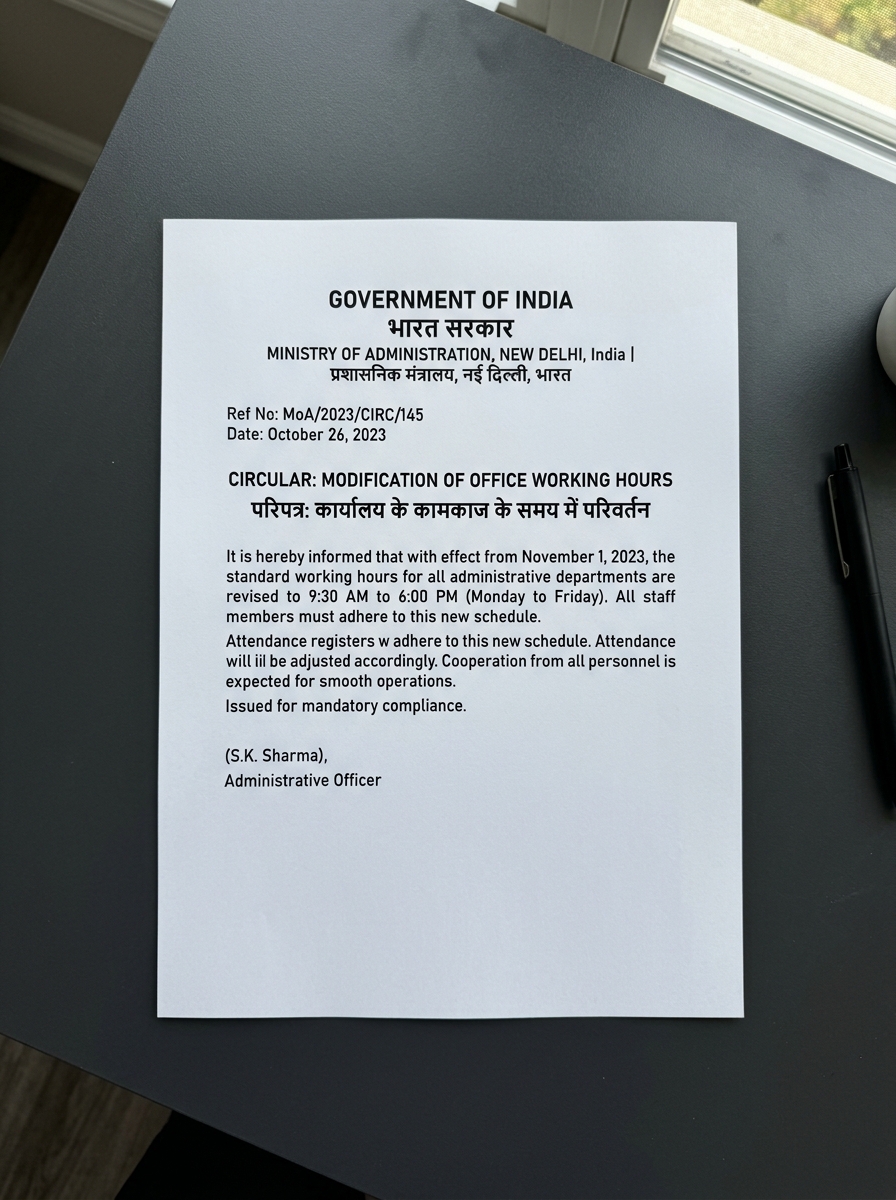 GOVERNMENT OF INDIA
भारत सरकार
MINISTRY OF ADMINISTRATION, NEW DELHI, India |
प्रशासनिक मंत्रालय, नई दिल्ली, भारत
Ref No: MoA/2023/CIRC/145
Date: October 26, 2023
CIRCULAR: MODIFICATION OF OFFICE WORKING HOURS
परिपत्र: कार्यालय के कामकाज के समय में परिवर्तन
It is hereby informed that with effect from November 1, 2023, the
standard working hours for all administrative departments are
revised to 9:30 AM to 6:00 PM (Monday to Friday). All staff
members must adhere to this new schedule.
Attendance registers w adhere to this new schedule. Attendance
will iil be adjusted accordingly. Cooperation from all personnel is
expected for smooth operations.
Issued for mandatory compliance.
(S.K. Sharma),
Administrative Officer